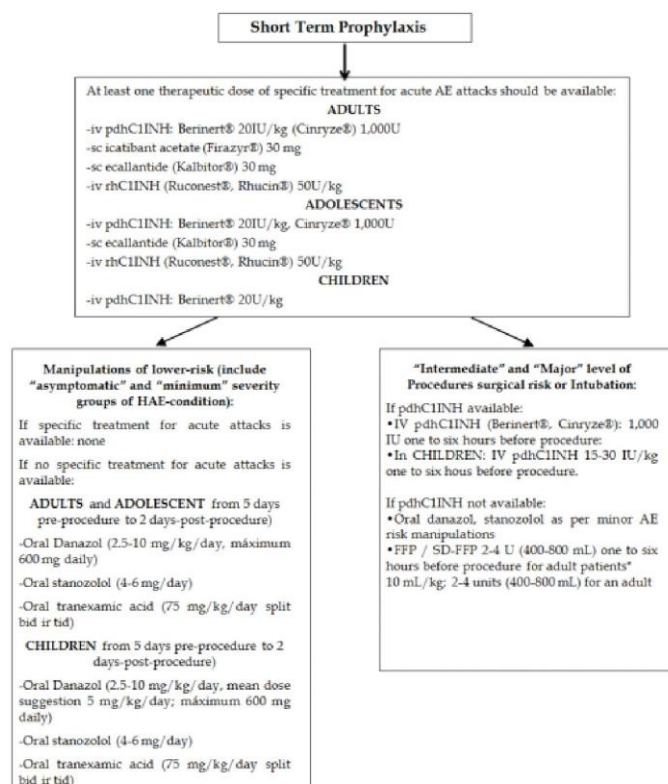 Short Term Prophylaxis
At least one therapeutic dose of specific treatment for acute AE attacks should be available:
ADULTS
-iv pdhC1INH: Berinert® 20IU/kg (Cinryze®) 1,000U
-sc icatibant acetate (Firazyr®) 30 mg
-sc ecallantide (Kalbitor®) 30 mg
-iv rhC1INH (Ruconest®, Rhucin®) 50U/kg
ADOLESCENTS
-iv pdhC1INH: Berinert® 20IU/kg, Cinryze® 1,000U
-sc ecallantide (Kalbitor®) 30 mg
-iv rhC1INH (Ruconest®, Rhucin®) 50U/kg
CHILDREN
-iv pdhC1INH: Berinert® 20U/kg
Manipulations of lower-risk (include
"asymptomatic" and "mínimum" severity
groups of HAE-condition):
If specific treatment for acute attacks is
available: none
If no specific treatment for acute attacks is
available:
ADULTS and ADOLESCENT from 5 days
pre-procedure to 2 days-post-procedure)
-Oral Danazol (2.5-10 mg/kg/day, máximum
600 mg daily)
-Oral stanozolol (4-6 mg/day)
-Oral tranexamic acid (75 mg/kg/day split
bid ir tid)
CHILDREN from 5 days pre-procedure to 2
days-post-procedure)
-Oral Danazol (2.5-10 mg/kg/day, mean dose
suggestion 5 mg/kg/day; máximum 600 mg
daily)
-Oral stanozolol (4-6 mg/day)
-Oral tranexamic acid (75 mg/kg/day split
bid ir tid)
"Intermediate" and "Major" level of
Procedures surgical risk or Intubation:
If pdhC1INH available:
•IV pdhC1INH (Berinert®, Cinryze®): 1,000
IU one to six hours before procedure:
•In CHILDREN: IV pdhC1INH 15-30 IU/kg
one to six hous before procedure.
If pdhC1INH not available:
•Oral danazol, stanozolol as per minor AE
risk manipulations
•FFP / SD-FFP 2-4 U (400-800 mL) one to six
hours before procedure for adult patients*
10 mL/kg; 2-4 units (400-800 mL) for an adult